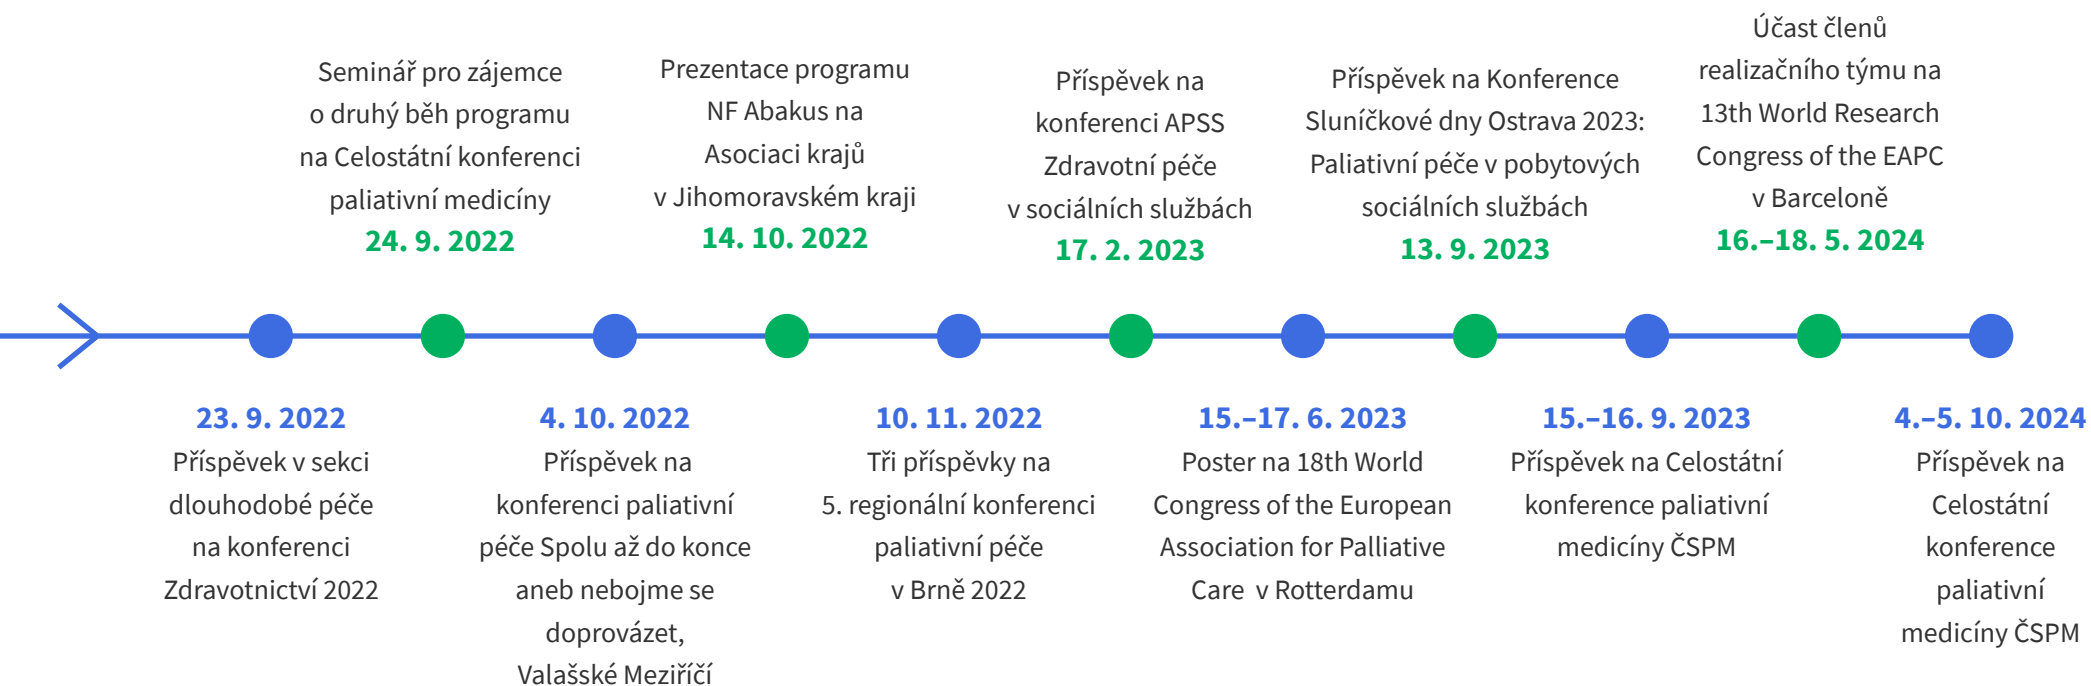 Seminář pro zájemce
o druhý běh programu
na Celostátní konferenci
paliativní medicíny
24. 9. 2022
Prezentace programu
NF Abakus na
Asociaci krajů
v Jihomoravském kraji
14. 10. 2022
Příspěvek na
konferenci APSS
Zdravotní péče
v sociálních službách
17. 2. 2023
Příspěvek na Konference
Sluníčkové dny Ostrava 2023:
Paliativní péče v pobytových
sociálních službách
13. 9. 2023
Účast členů
realizačního týmu na
13th World Research
Congress of the EAPC
v Barceloně
16.–18. 5. 2024
23. 9. 2022
Příspěvek v sekci
dlouhodobé péče
na konferenci
Zdravotnictví 2022
4. 10. 2022
Příspěvek na
konferenci paliativní
péče Spolu až do konce
aneb nebojme se
doprovázet,
Valašské Meziříčí
10. 11. 2022
Tři příspěvky na
5. regionální konferenci
paliativní péče
v Brně 2022
15.–17. 6. 2023
Poster na 18th World
Congress of the European
Association for Palliative
Care v Rotterdamu
15.–16. 9. 2023
Příspěvek na Celostátní
konference paliativní
medicíny ČSPM
4.–5. 10. 2024
Příspěvek na
Celostátní
konference
paliativní
medicíny ČSPM